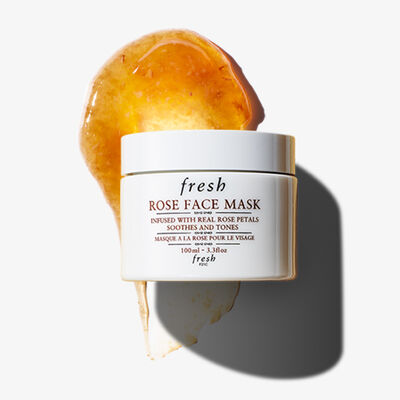 fresh
ROSE FACE MASK
INFUSED WITH REAL ROSE PETALS
SOOTHES AND TONES
MASQUE A LA ROSE POUR LE VISAGE
100ml - 3.3fl oz
fresh